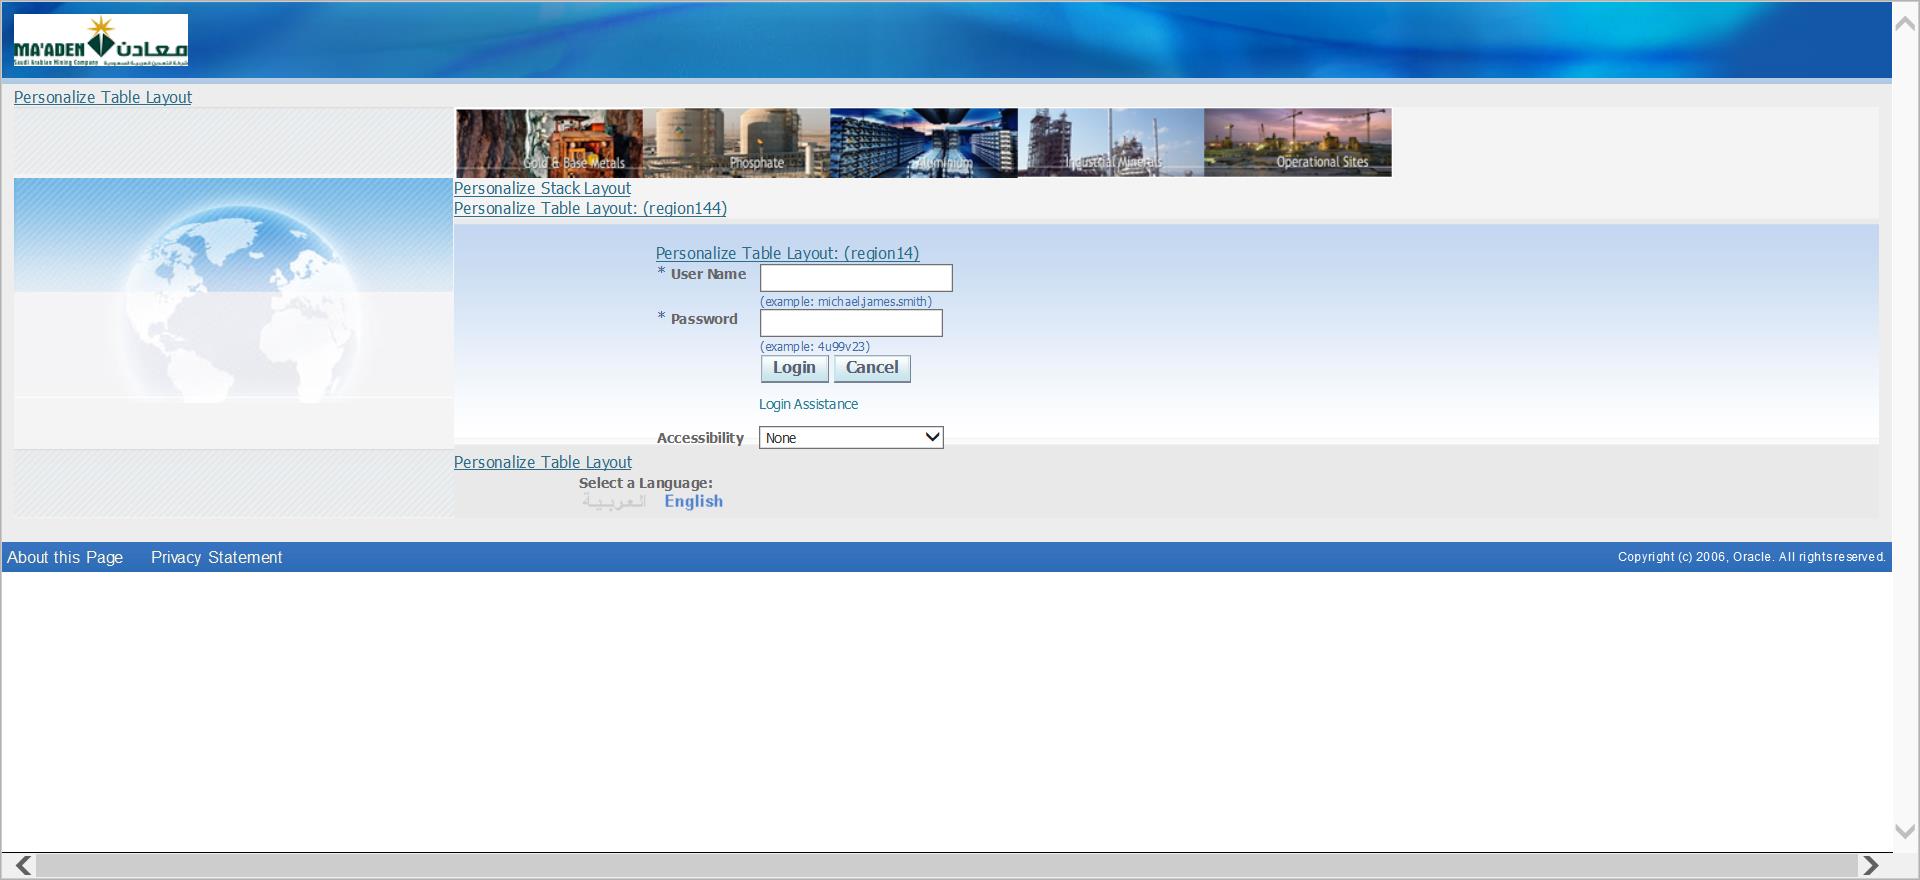 MA'ADEN معادن
Saudi Arabian Mining Company شركة التعدين العربية السعودية
Personalize Table Layout
Gold & Base Metals Phosphate Aluminium Industrial Minerals Operational Sites
Personalize Stack Layout
Personalize Table Layout: (region144)
Personalize Table Layout: (region14)
* User Name
(example: michael.james.smith)
* Password
(example: 4u99v23)
Login Cancel
Login Assistance
Accessibility None
Personalize Table Layout
Select a Language:
العربية English
About this Page Privacy Statement Copyright (c) 2006, Oracle. All rights reserved.